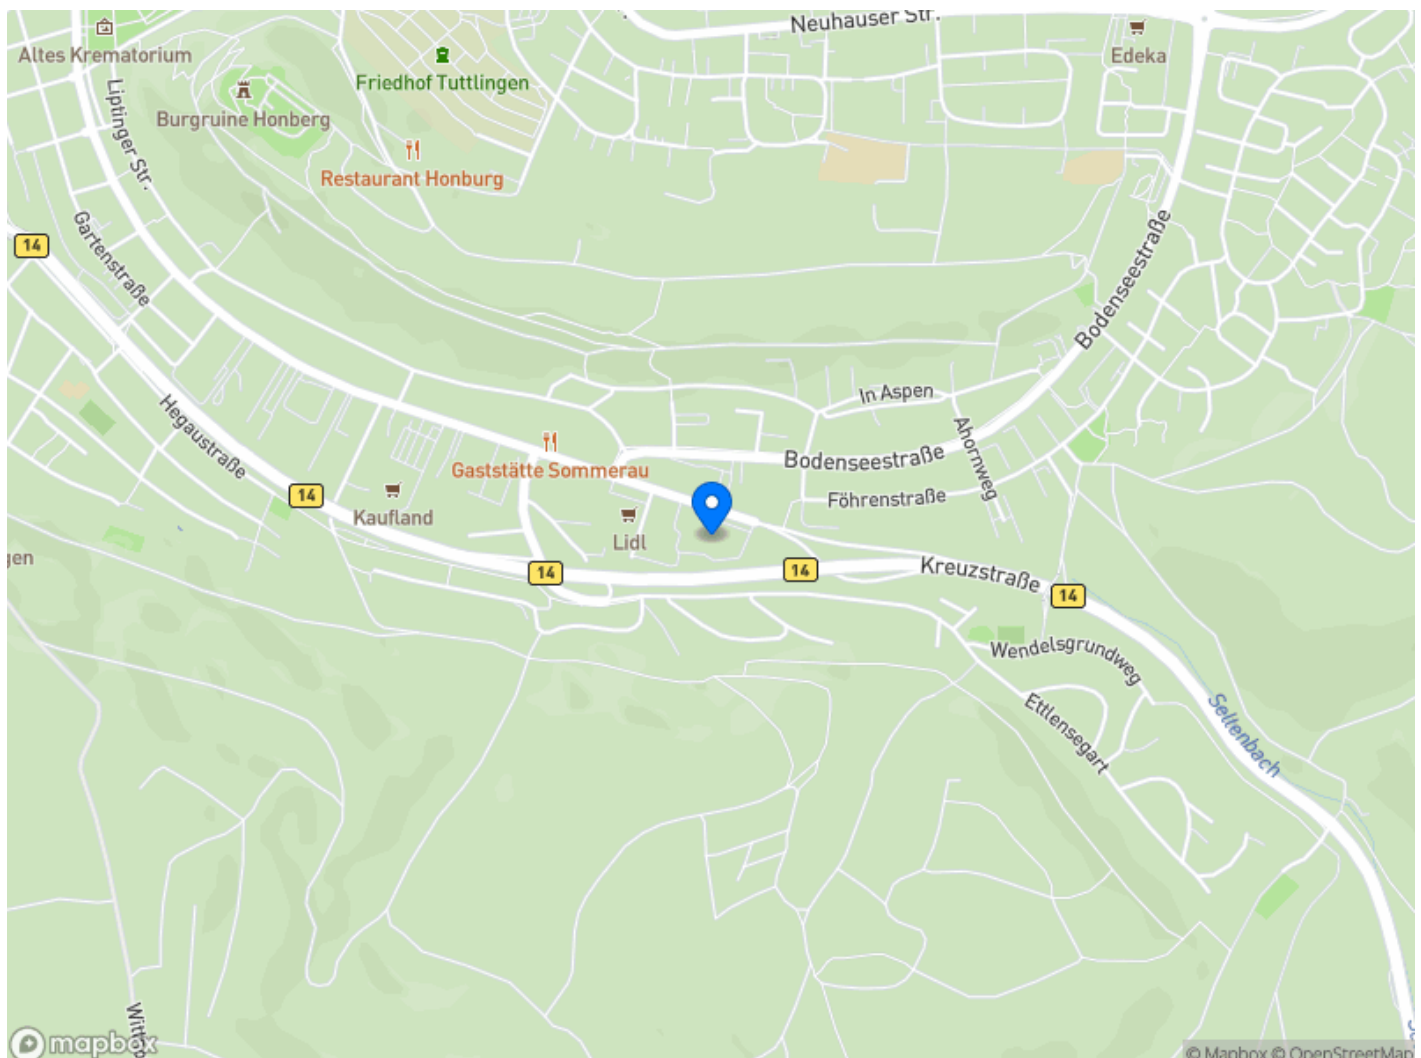 Neuhauser Str.
Edeka
Altes Krematorium
Friedhof Tuttlingen
Liptinger Str.
Burgruine Honberg
Restaurant Honburg
14
Gartenstraße
Bodenseestraße
Hegaustraße
In Aspen
Ahornweg
Gaststätte Sommerau
Bodenseestraße
14
Föhrenstraße
Kaufland
Lidl
14
14
Kreuzstraße
14
Wendelsgrundweg
Ettlensegart
Seltenbach
mapbox
© Mapbox © OpenStreetMap